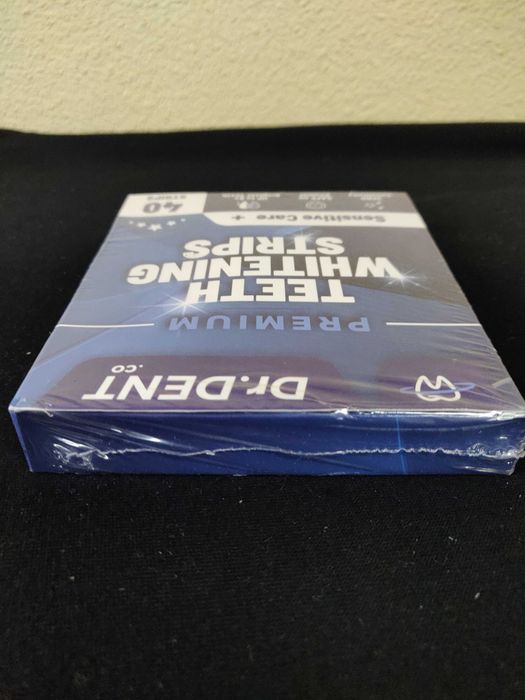 Dr.DENT
.CO
PREMIUM
TEETH
WHITENING
STRIPS
Sensitive Care +
40
STRIPS